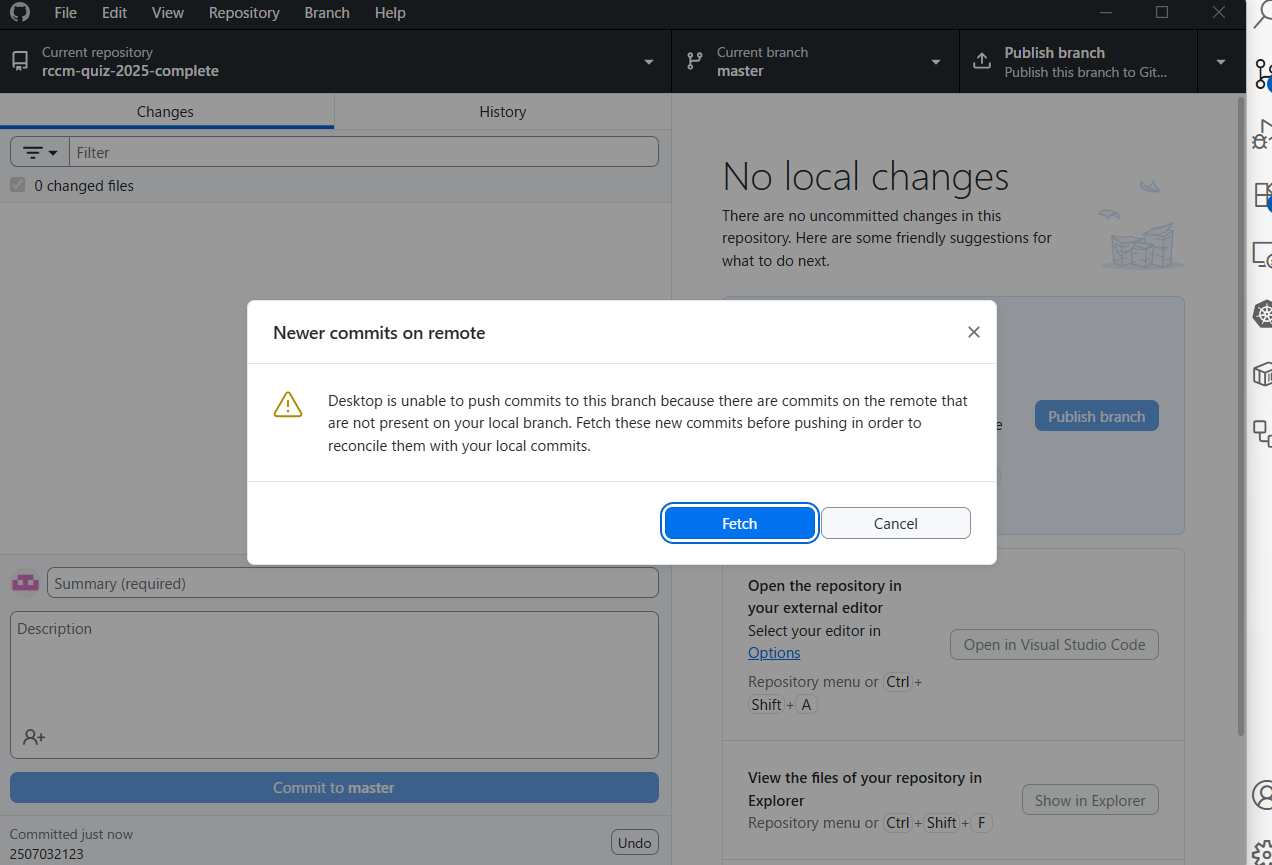 File Edit View Repository Branch Help
Current repository
rccm-quiz-2025-complete
Current branch
master
Publish branch
Publish this branch to Git...
Changes
History
Filter
0 changed files
No local changes
There are no uncommitted changes in this
repository. Here are some friendly suggestions for
what to do next.
Newer commits on remote
Desktop is unable to push commits to this branch because there are commits on the remote that
are not present on your local branch. Fetch these new commits before pushing in order to
reconcile them with your local commits.
Fetch
Cancel
Publish branch
Summary (required)
Description
Commit to master
Committed just now
2507032123
Undo
Open the repository in
your external editor
Select your editor in
Options
Repository menu or Ctrl +
Shift + A
Open in Visual Studio Code
View the files of your repository in
Explorer
Repository menu or Ctrl + Shift + F
Show in Explorer